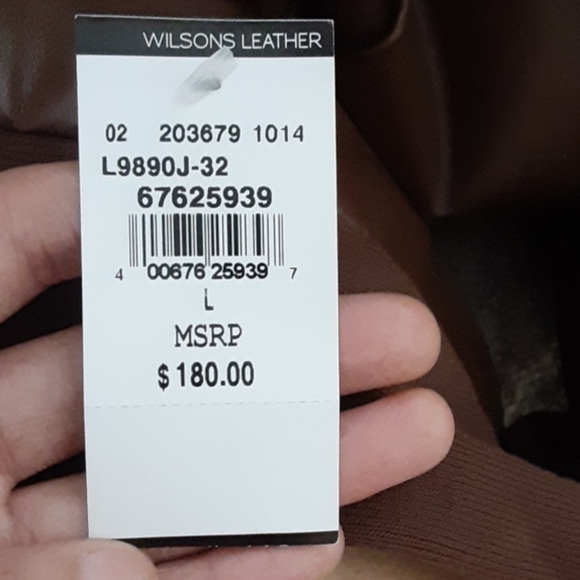 WILSONS LEATHER
02 203679 1014
L9890J-32
67625939
4 00676 25939 7
L
MSRP
$180.00